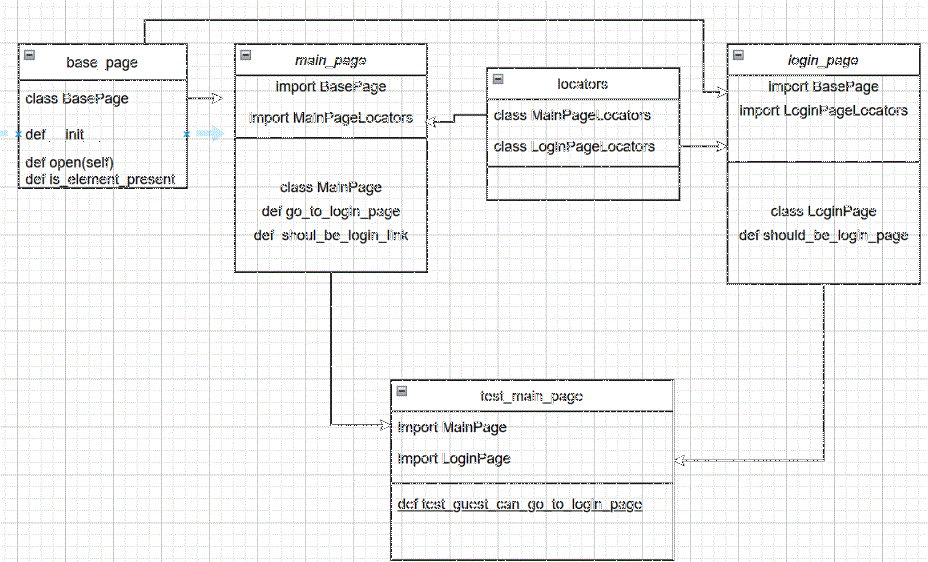 base_page
class BasePage
def __init
def open(self)
def is_element_present
main_page
import BasePage
import MainPageLocators
class MainPage
def go_to_login_page
def shoul_be_login_link
locators
class MainPageLocators
class LoginPageLocators
login_page
import BasePage
import LoginPageLocators
class LoginPage
def should_be_login_page
test_main_page
import MainPage
import LoginPage
def test_guest_can_go_to_login_page